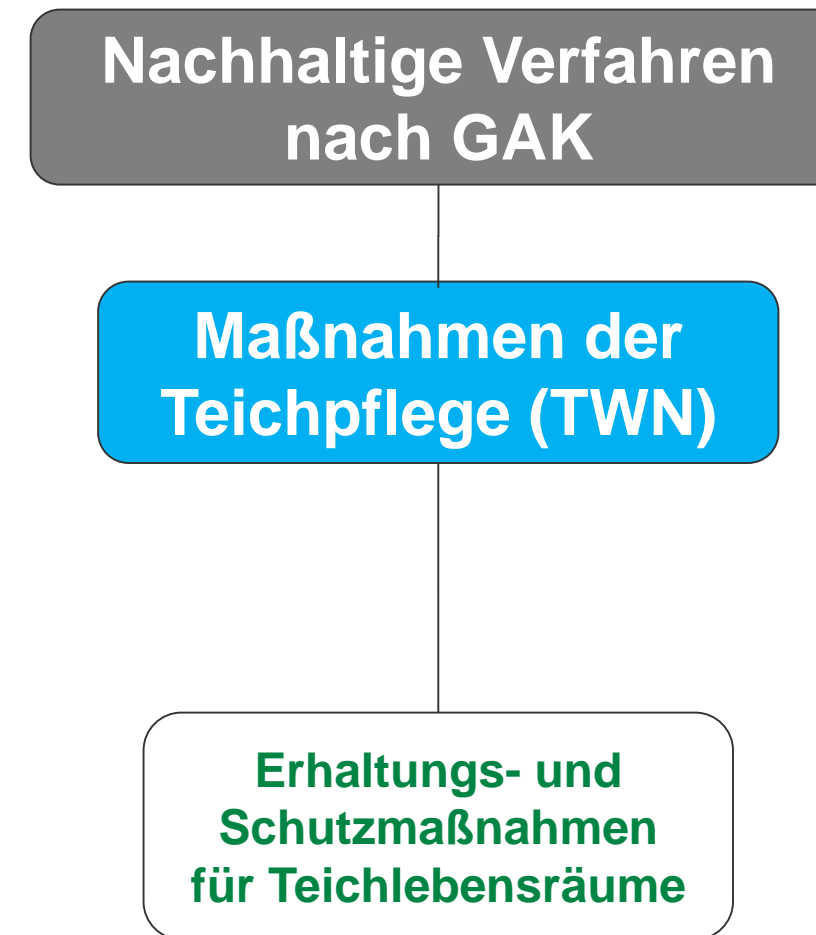 Nachhaltige Verfahren
nach GAK
Maßnahmen der
Teichpflege (TWN)
Erhaltungs- und
Schutzmaßnahmen
für Teichlebensräume